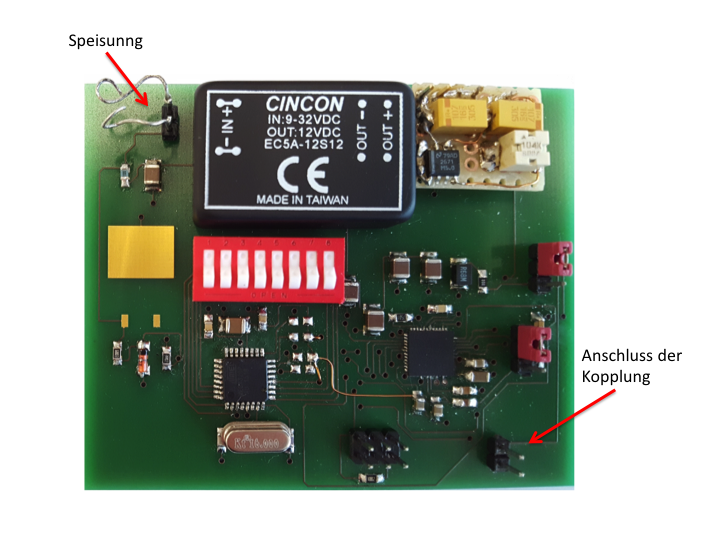 Speisunng
CINCON
IN:9-32VDC
OUT:12VDC
EC5A-12S12
CE
MADE IN TAIWAN
- IN +
OUT -
OUT +
Anschluss der
Kopplung